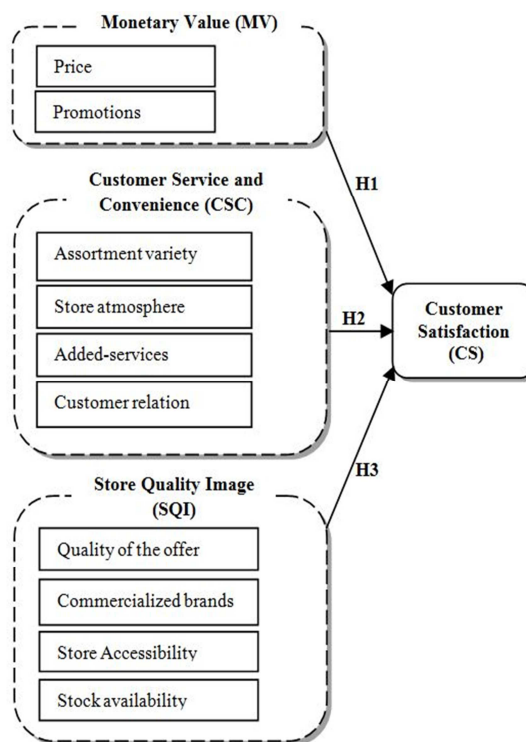 Monetary Value (MV)
Price
Promotions
H1
Customer Service and
Convenience (CSC)
Assortment variety
Store atmosphere
Added-services
Customer relation
H2
Customer
Satisfaction
(CS)
H3
Store Quality Image
(SQI)
Quality of the offer
Commercialized brands
Store Accessibility
Stock availability